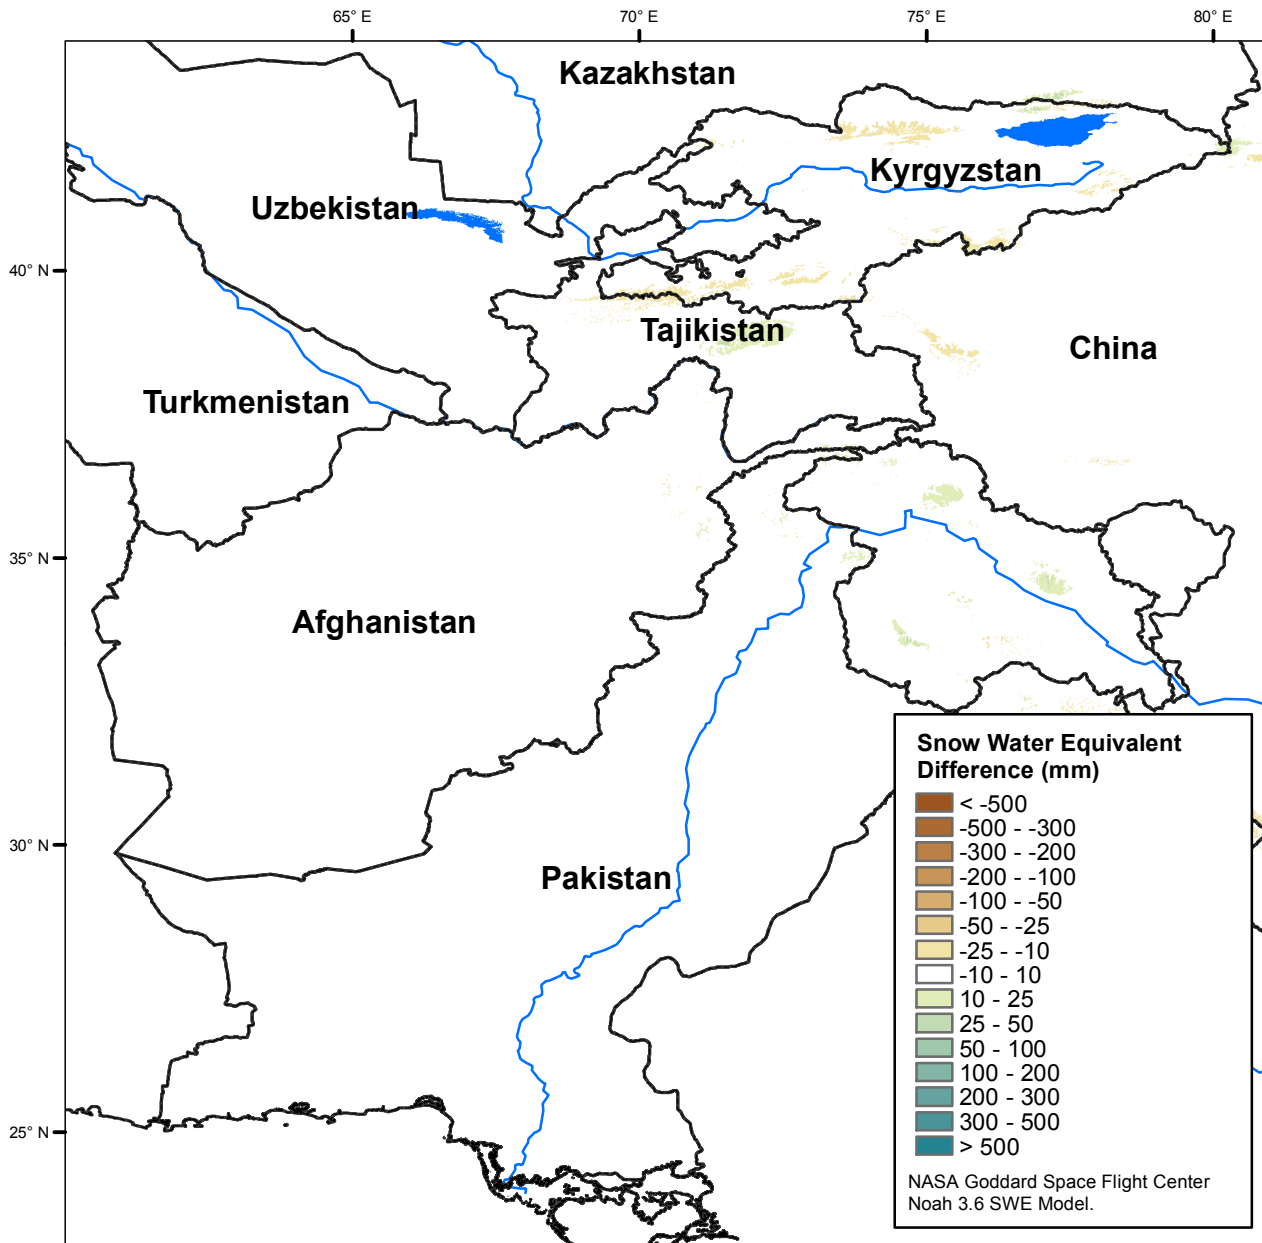 65° E 70° E 75° E 80° E
Kazakhstan
Kyrgyzstan
Uzbekistan
40° N
Tajikistan
China
Turkmenistan
35° N
Afghanistan
Snow Water Equivalent
Difference (mm)
< -500
-500 - -300
-300 - -200
-200 - -100
-100 - -50
-50 - -25
-25 - -10
-10 - 10
10 - 25
25 - 50
50 - 100
100 - 200
200 - 300
300 - 500
> 500
NASA Goddard Space Flight Center
Noah 3.6 SWE Model.
30° N
Pakistan
25° N